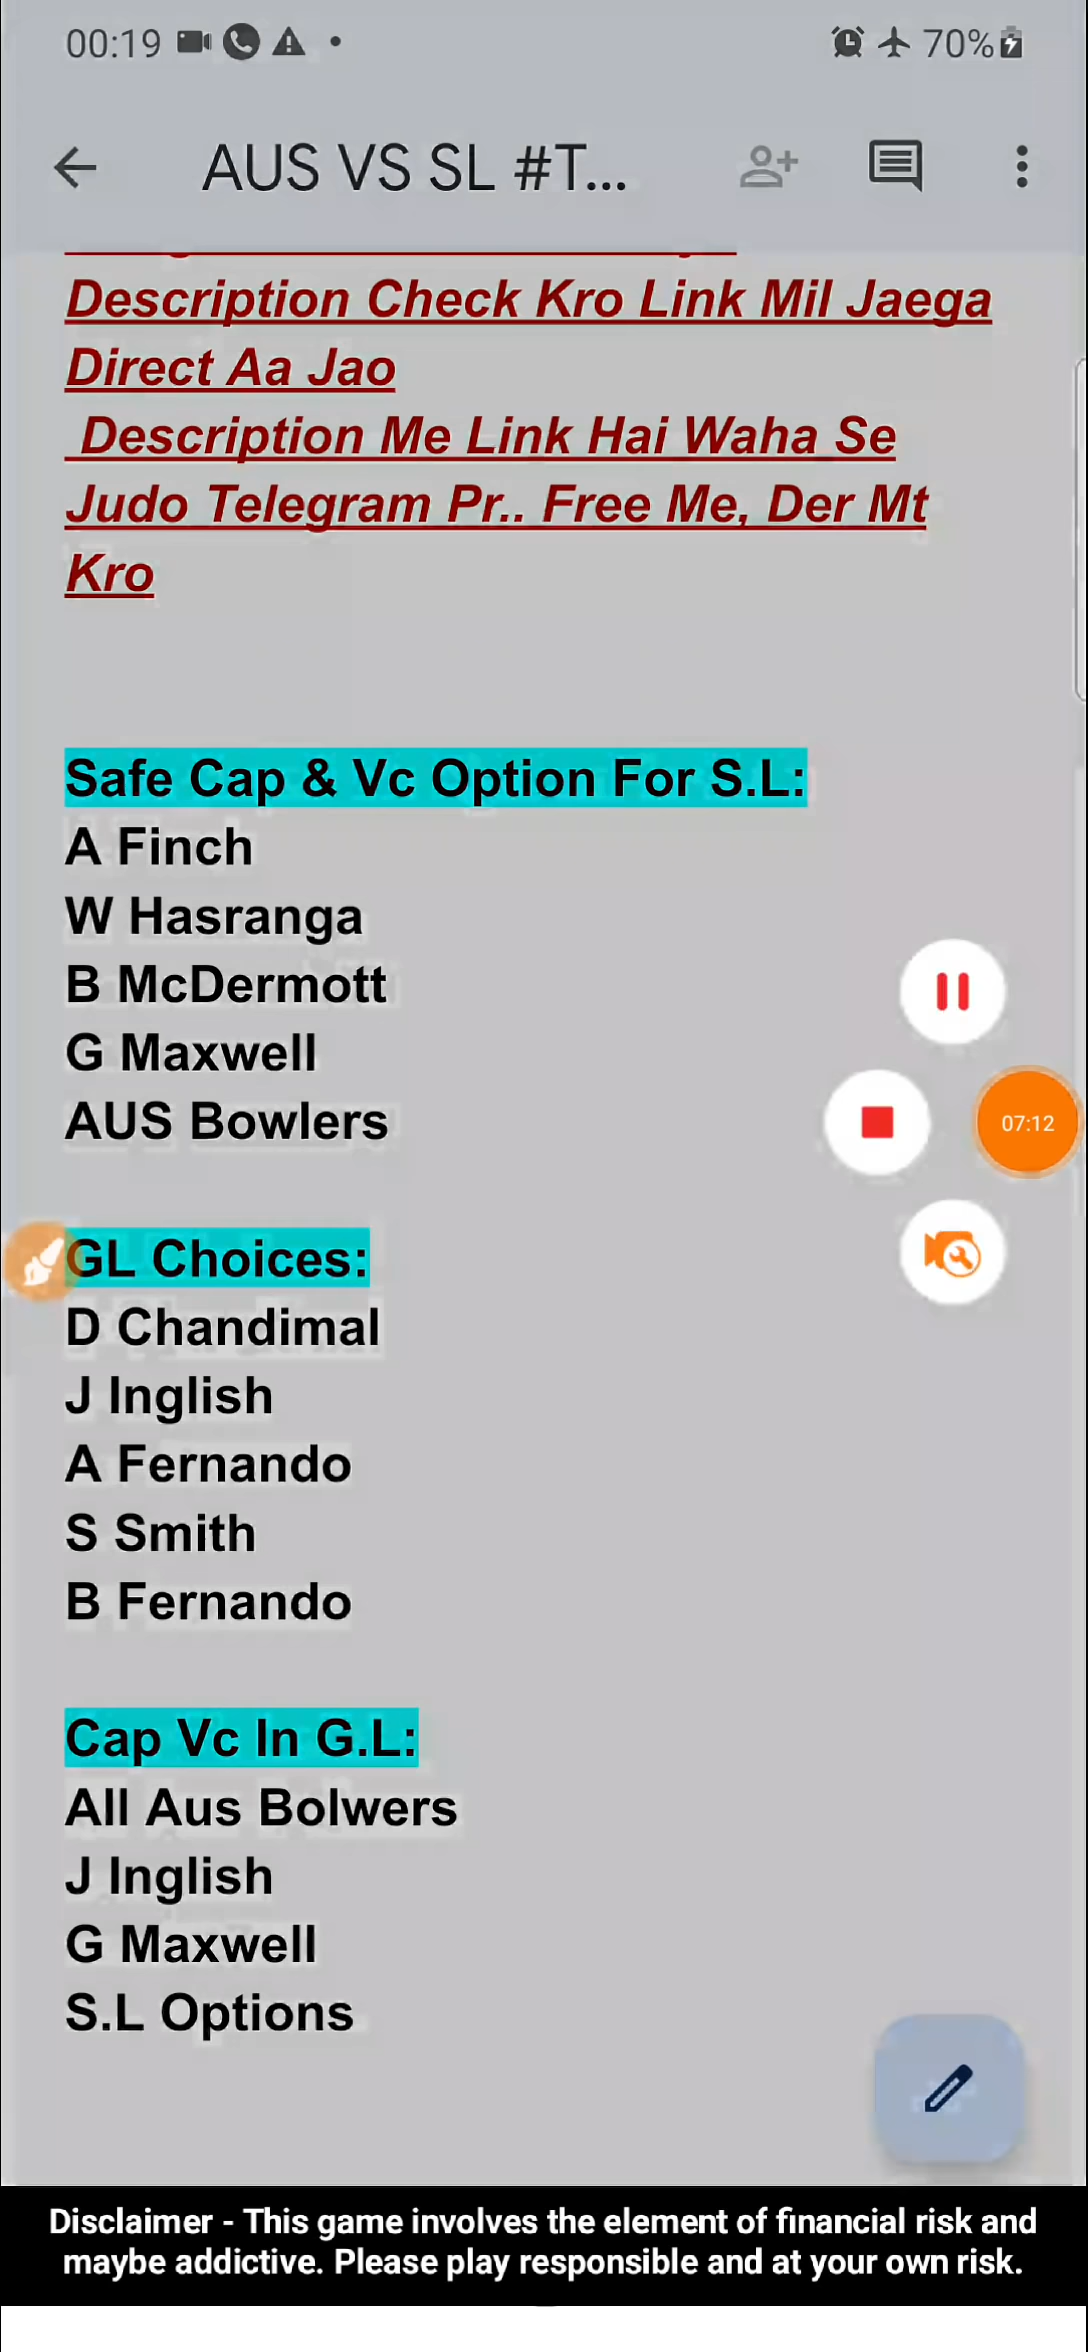 00:19
70%
AUS VS SL #T...
Description Check Kro Link Mil Jaega
Direct Aa Jao
Description Me Link Hai Waha Se
Judo Telegram Pr.. Free Me, Der Mt
Kro
Safe Cap & Vc Option For S.L:
A Finch
W Hasranga
B McDermott
G Maxwell
AUS Bowlers
07:12
GL Choices:
D Chandimal
J Inglish
A Fernando
S Smith
B Fernando
Cap Vc In G.L:
All Aus Bolwers
J Inglish
G Maxwell
S.L Options
Disclaimer - This game involves the element of financial risk and
maybe addictive. Please play responsible and at your own risk.